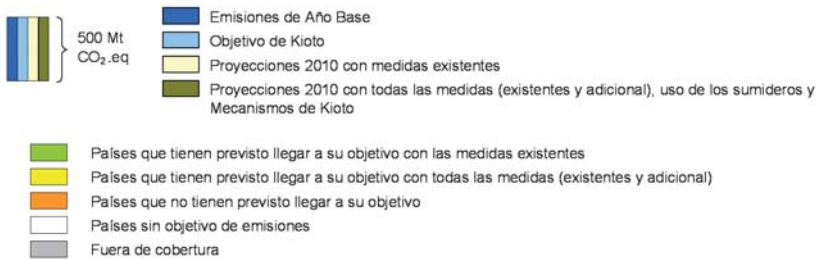 500 Mt
CO₂.eq
Emisiones de Año Base
Objetivo de Kioto
Proyecciones 2010 con medidas existentes
Proyecciones 2010 con todas las medidas (existentes y adicional), uso de los sumideros y
Mecanismos de Kioto
Países que tienen previsto llegar a su objetivo con las medidas existentes
Países que tienen previsto llegar a su objetivo con todas las medidas (existentes y adicional)
Países que no tienen previsto llegar a su objetivo
Países sin objetivo de emisiones
Fuera de cobertura